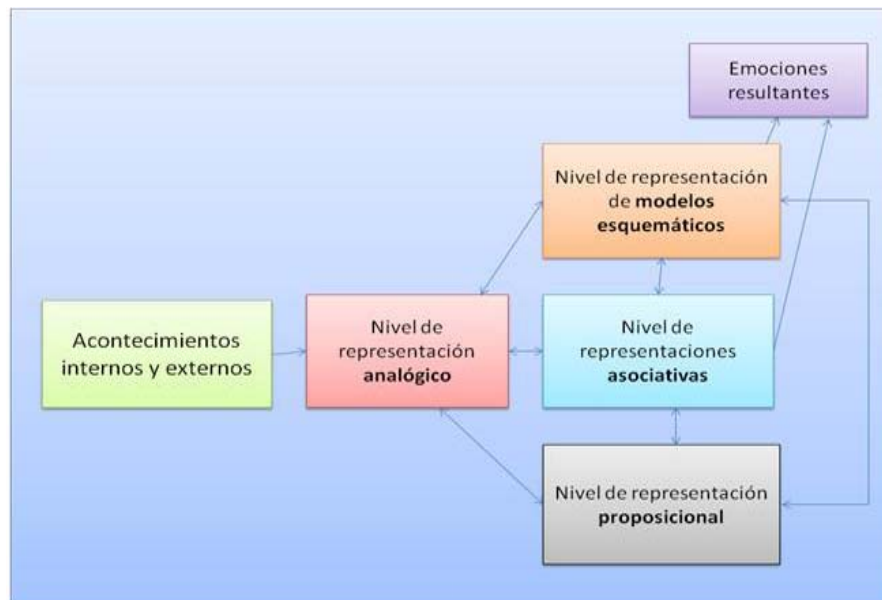 Emociones
resultantes
Nivel de representación
de modelos
esquemáticos
Acontecimientos
internos y externos
Nivel de
representación
analógico
Nivel de
representaciones
asociativas
Nivel de representación
proposicional